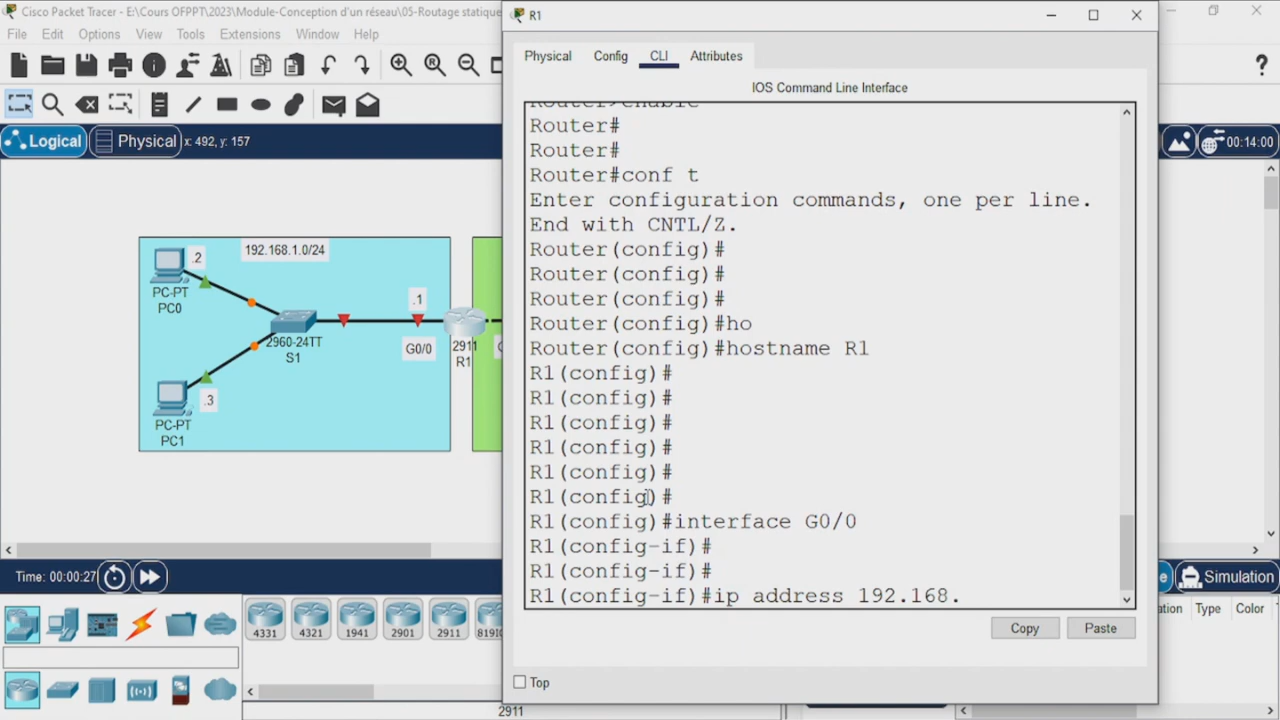 Cisco Packet Tracer - E:\Cours OFPPT\2023\Module-Conception d'un réseau\05-Routage statique
File Edit Options View Tools Extensions Window Help
?
Logical Physical x: 492, y: 157
00:14:00
192.168.1.0/24
.2
PC-PT
PC0
.1
2960-24TT
S1
G0/0
2911
R1
.3
PC-PT
PC1
Time: 00:00:27
Simulation
4331 4321 1941 2901 2911 81910
2911
Type Color
R1
Physical Config CLI Attributes
IOS Command Line Interface
Router>enable
Router#
Router#
Router#conf t
Enter configuration commands, one per line.
End with CNTL/Z.
Router(config)#
Router(config)#
Router(config)#
Router(config)#ho
Router(config)#hostname R1
R1(config)#
R1(config)#
R1(config)#
R1(config)#
R1(config)#
R1(config)#
R1(config)#interface G0/0
R1(config-if)#
R1(config-if)#
R1(config-if)#ip address 192.168.
Copy Paste
Top